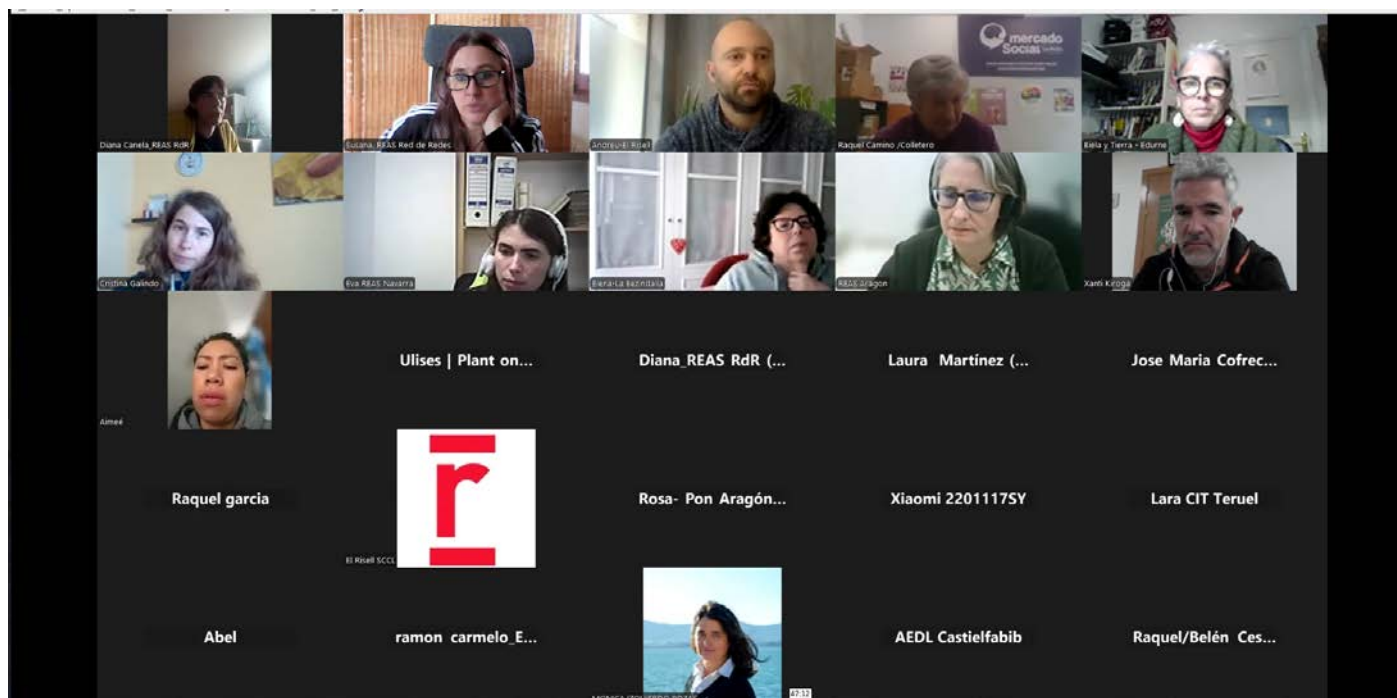 mercado
Social
Diana Canela_REAS RdR
Susana. REAS Red de Redes
Andreu-El Risell
Raquel Camino /Colletero
Biela y Tierra - Edurne
Cristina Galindo
Eva REAS Navarra
Elena-La Bezindalla
REAS Aragon
Xanti Kiroga
Aimeé
Ulises | Plant on...
Diana_REAS RdR (...
Laura Martínez (...
Jose Maria Cofrec...
Raquel garcia
r
El Risell SCCL
Rosa- Pon Aragón...
Xiaomi 2201117SY
Lara CIT Teruel
Abel
ramon carmelo_E...
AEDL Castielfabib
Raquel/Belén Ces...
47:12